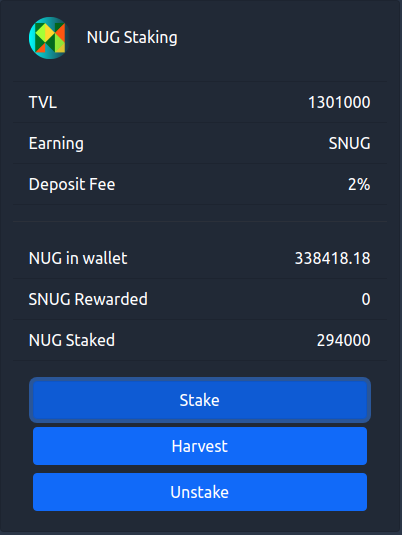 NUG Staking
TVL 1301000
Earning SNUG
Deposit Fee 2%
NUG in wallet 338418.18
SNUG Rewarded 0
NUG Staked 294000
Stake
Harvest
Unstake